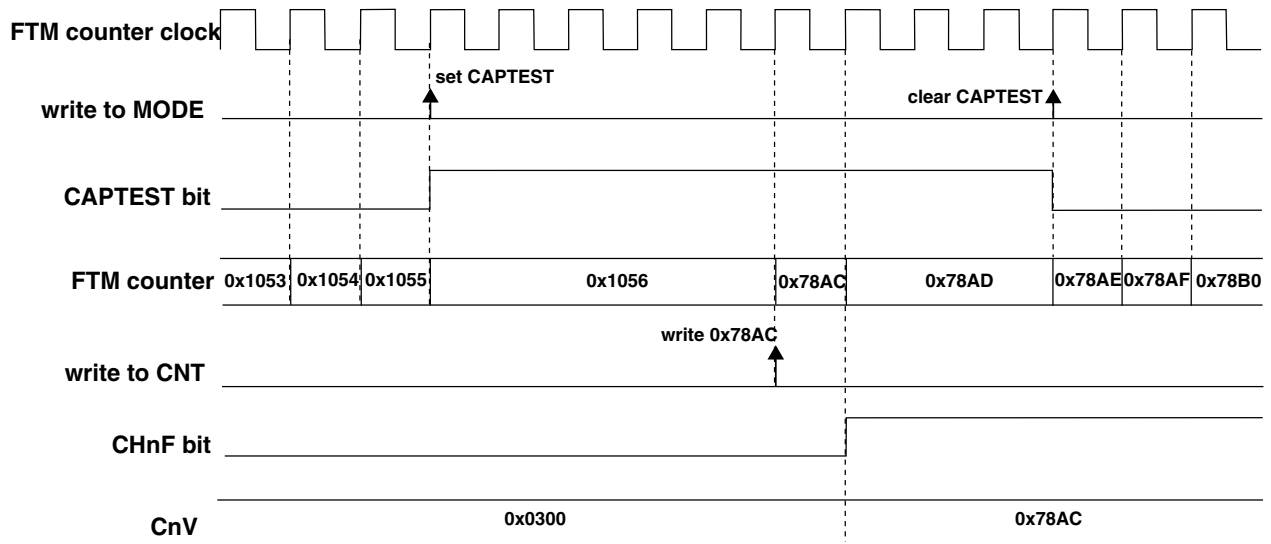 FTM counter clock
set CAPTEST
clear CAPTEST
write to MODE
CAPTEST bit
FTM counter 0x1053 0x1054 0x1055 0x1056 0x78AC 0x78AD 0x78AE 0x78AF 0x78B0
write 0x78AC
write to CNT
CHnF bit
CnV 0x0300 0x78AC